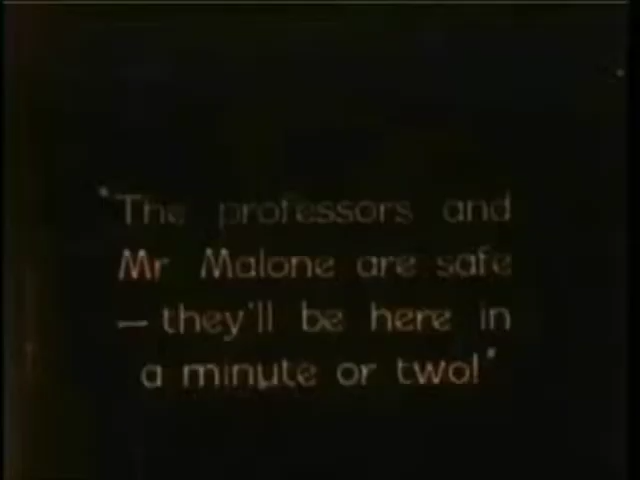 "The professors and
Mr Malone are safe
— they'll be here in
a minute or two!"